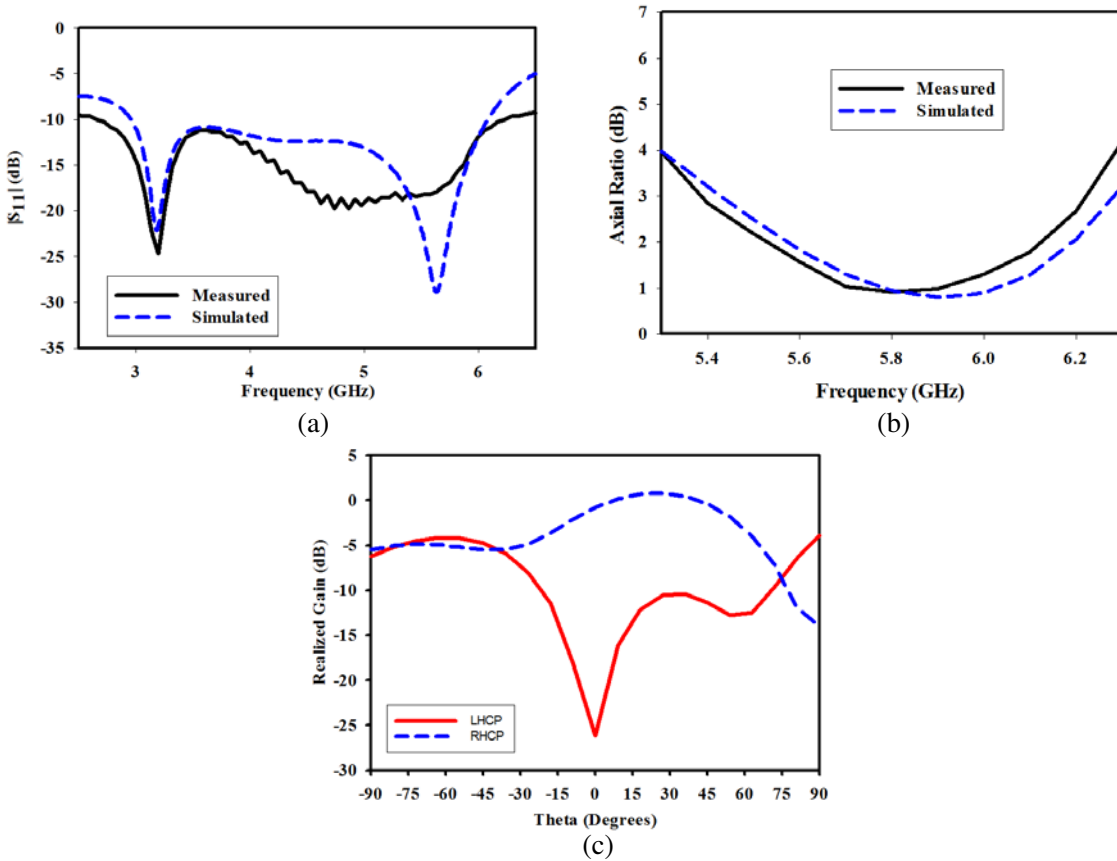 0
-5
-10
-15
-20
-25
-30
-35
|S11| (dB)
Measured
Simulated
3 4 5 6
Frequency (GHz)
(a)
7
6
5
4
3
2
1
0
Axial Ratio (dB)
Measured
Simulated
5.4 5.6 5.8 6.0 6.2
Frequency (GHz)
(b)
5
0
-5
-10
-15
-20
-25
-30
Realized Gain (dB)
LHCP
RHCP
-90 -75 -60 -45 -30 -15 0 15 30 45 60 75 90
Theta (Degrees)
(c)